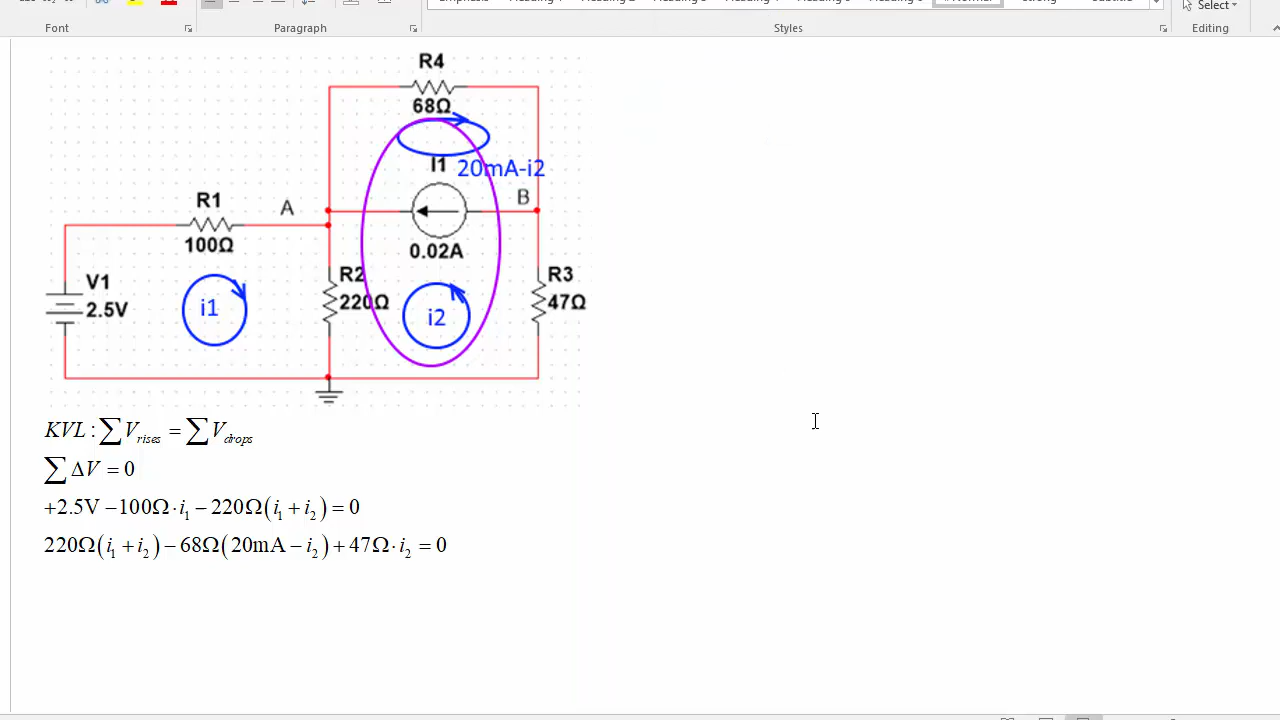 Select
Font Paragraph Styles Editing
R4
68Ω
I1 20mA-i2
R1 A B
100Ω 0.02A
V1 R2 R3
2.5V i1 220Ω i2 47Ω
KVL : ∑V_rises = ∑V_drops
∑ΔV = 0
+2.5V − 100Ω·i₁ − 220Ω(i₁ + i₂) = 0
220Ω(i₁ + i₂) − 68Ω(20mA − i₂) + 47Ω·i₂ = 0